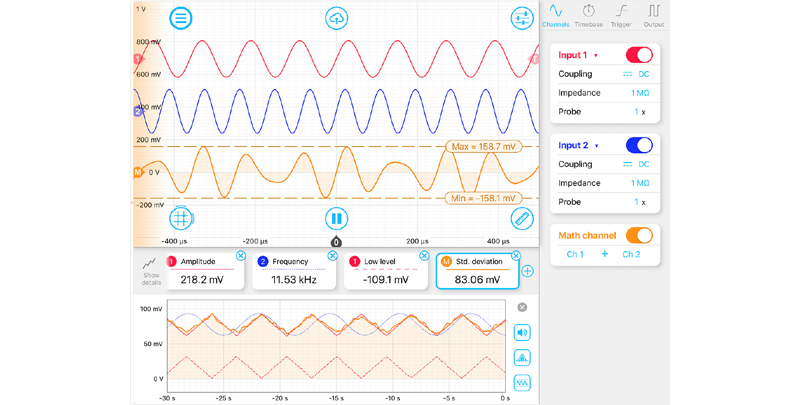 1 V
800 mV
600 mV
400 mV
200 mV
0 V
-200 mV
1
2
M
Max = 158.7 mV
Min = -158.1 mV
-400 µs
-200 µs
0
200 µs
400 µs
Show
details
1 Amplitude
218.2 mV
2 Frequency
11.53 kHz
1 Low level
-109.1 mV
M Std. deviation
83.06 mV
100 mV
50 mV
0 V
-30 s
-25 s
-20 s
-15 s
-10 s
-5 s
0 s
Channels
Timebase
Trigger
Output
Input 1
Coupling DC
Impedance 1 MΩ
Probe 1 x
Input 2
Coupling DC
Impedance 1 MΩ
Probe 1 x
Math channel
Ch 1 + Ch 2